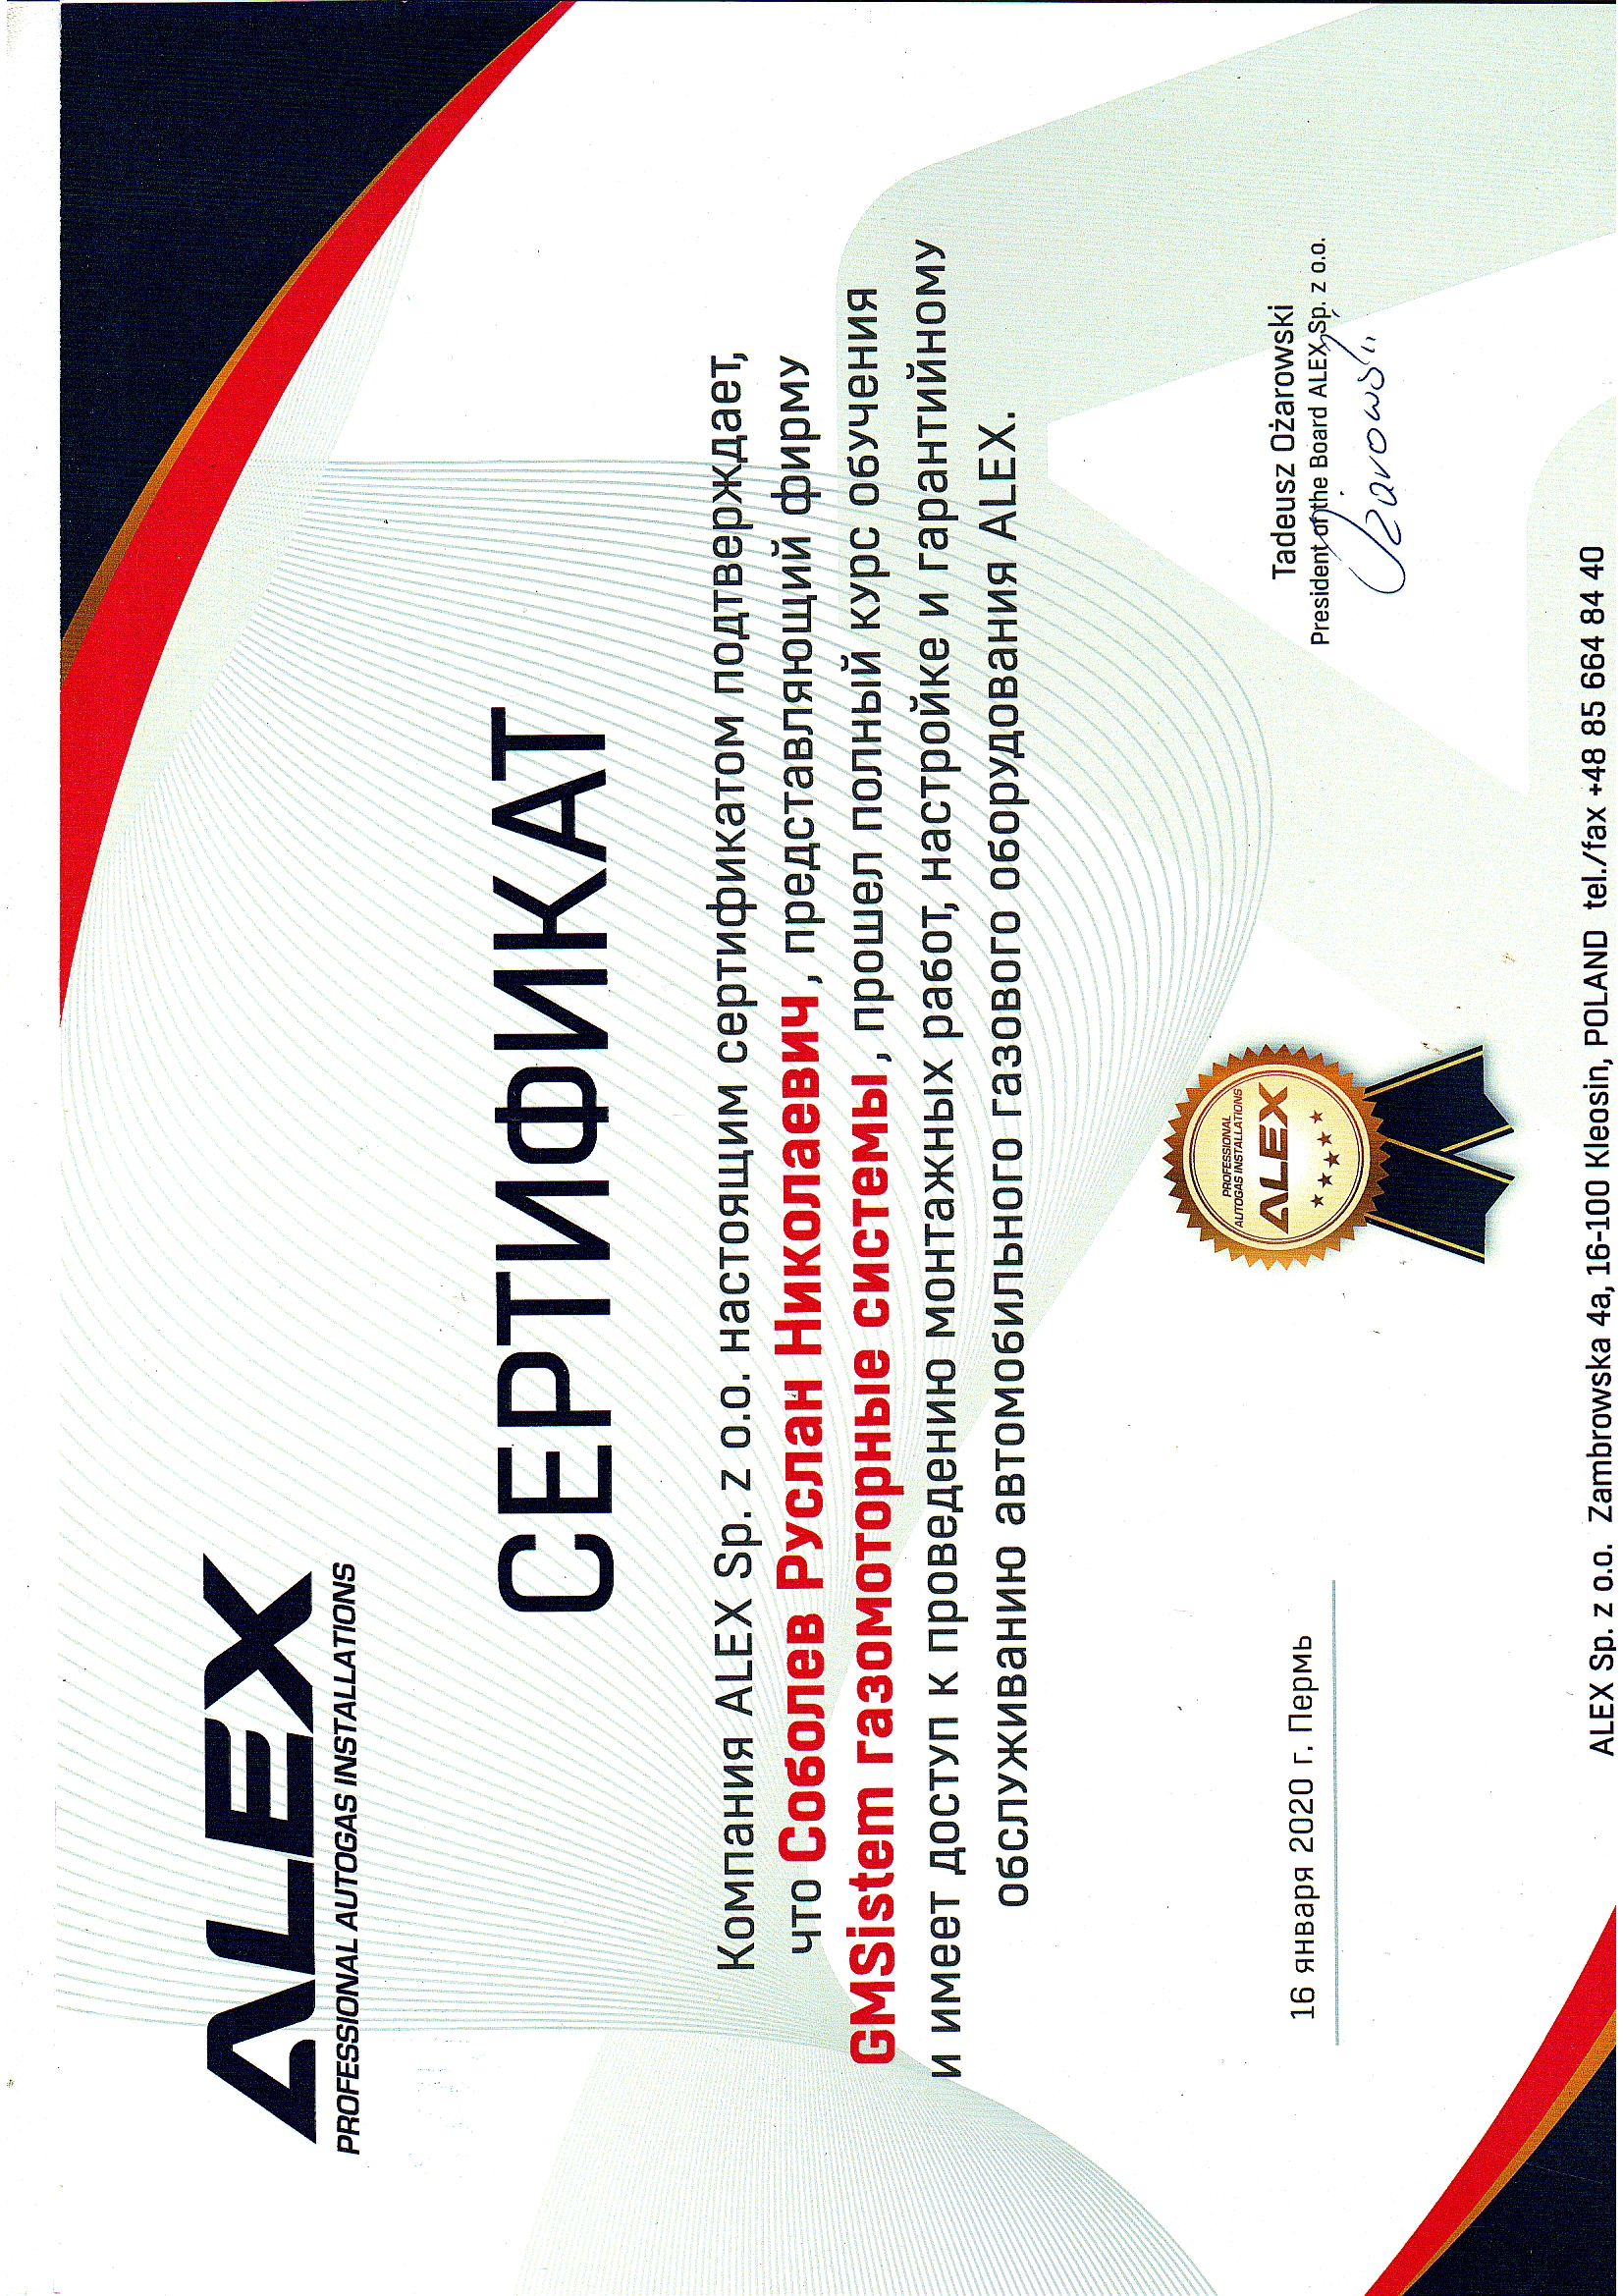 ALEX
PROFESSIONAL AUTOGAS INSTALLATIONS
СЕРТИФИКАТ
Компания ALEX Sp. z o.o. настоящим сертификатом подтверждает,
что Соболев Руслан Николаевич, представляющий фирму
GMSistem газомоторные системы, прошел полный курс обучения
и имеет доступ к проведению монтажных работ, настройке и гарантийному
обслуживанию автомобильного газового оборудования ALEX.
16 января 2020 г. Пермь
PROFESSIONAL
AUTOGAS INSTALLATIONS
ALEX
Tadeusz Ożarowski
President of the Board ALEX Sp. z o.o.
Ożarowski
ALEX Sp. z o.o. Zambrowska 4a, 16-100 Kleosin, POLAND tel./fax +48 85 664 84 40